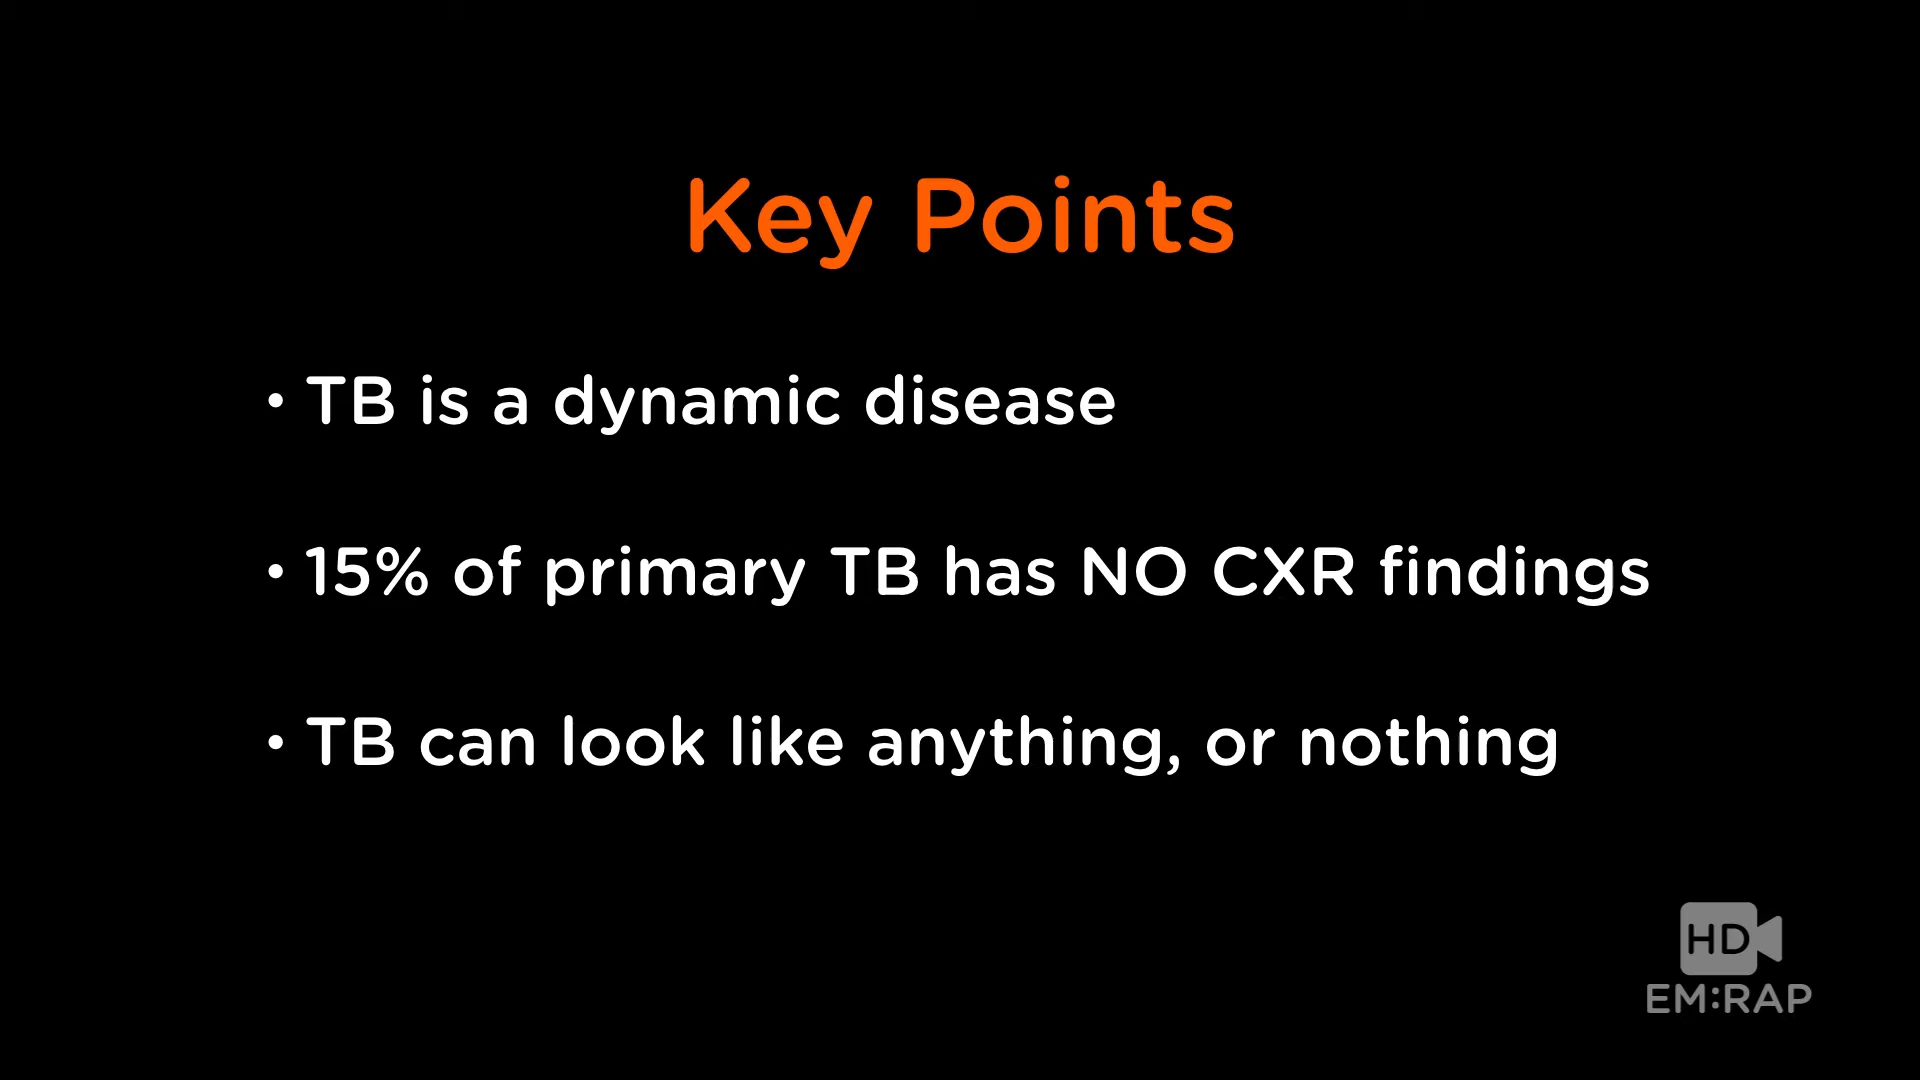 Key Points
• TB is a dynamic disease
• 15% of primary TB has NO CXR findings
• TB can look like anything, or nothing
HD
EM:RAP